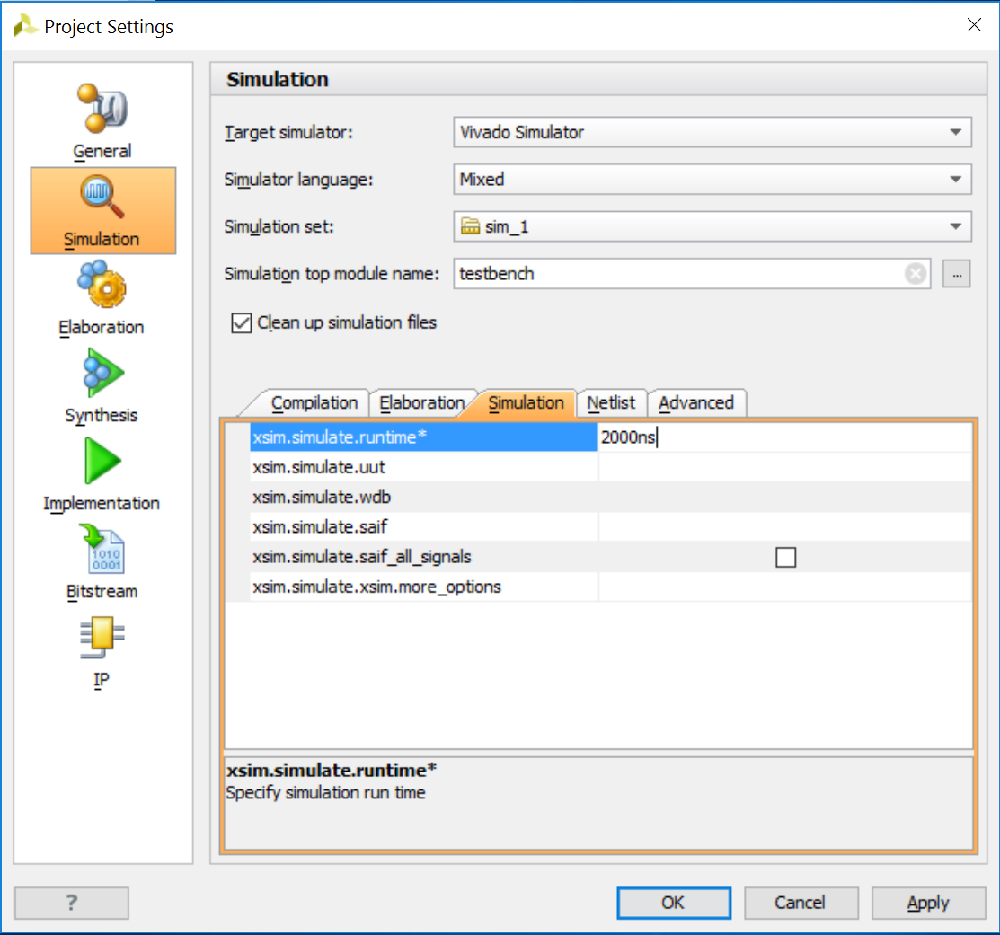 Project Settings
General
Simulation
Elaboration
Synthesis
Implementation
1010
0001
Bitstream
IP
Simulation
Target simulator: Vivado Simulator
Simulator language: Mixed
Simulation set: sim_1
Simulation top module name: testbench ...
Clean up simulation files
Compilation Elaboration Simulation Netlist Advanced
xsim.simulate.runtime* 2000ns
xsim.simulate.uut
xsim.simulate.wdb
xsim.simulate.saif
xsim.simulate.saif_all_signals
xsim.simulate.xsim.more_options
xsim.simulate.runtime*
Specify simulation run time
? OK Cancel Apply